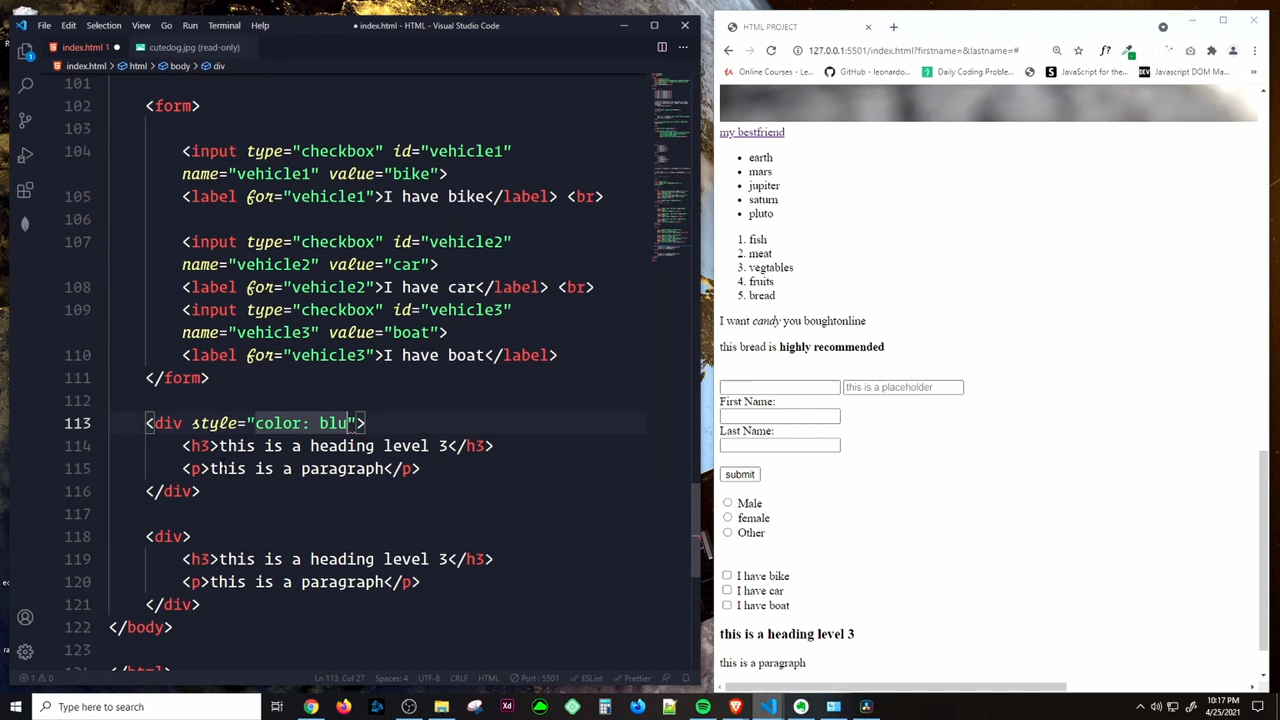 File Edit Selection View Go Run Terminal Help
index.html - Visual Studio Code
index.html 1
cutedog.jpg (read-only)
index.html > html > body > div
102 <form>
103
104 <input type="checkbox" id="vehicle1"
name="vehicle1" value="bike">
105 <label for="vehicle1">I have bike</label> <br>
106
107 <input type="checkbox" id="vehicle2"
name="vehicle2" value="car">
108 <label for="vehicle2">I have car</label> <br>
109 <input type="checkbox" id="vehicle3"
name="vehicle3" value="boat">
110 <label for="vehicle3">I have boat</label>
111 </form>
112
113 <div style="color: blu">
114 <h3>this is a heading level 3</h3>
115 <p>this is a paragraph</p>
116 </div>
117
118 <div>
119 <h3>this is a heading level 3</h3>
120 <p>this is a paragraph</p>
121 </div>
122 </body>
123
</html>
1 0
Ln 113, Col 27 Spaces: 4 UTF-8 CRLF HTML Port : 5501 ESLint Prettier
HTML PROJECT
127.0.0.1:5501/index.html?firstname=&lastname=#
f?
Online Courses - Le...
GitHub - leonardo...
Daily Coding Proble...
JavaScript for the...
DEV
Javascript DOM Ma...
my bestfriend
• earth
• mars
• jupiter
• saturn
• pluto
1. fish
2. meat
3. vegtables
4. fruits
5. bread
I want candy you boughtonline
this bread is highly recommended
this is a placeholder
First Name:
Last Name:
submit
Male
female
Other
I have bike
I have car
I have boat
this is a heading level 3
this is a paragraph
Type here to search
Xd
10:17 PM
4/25/2021